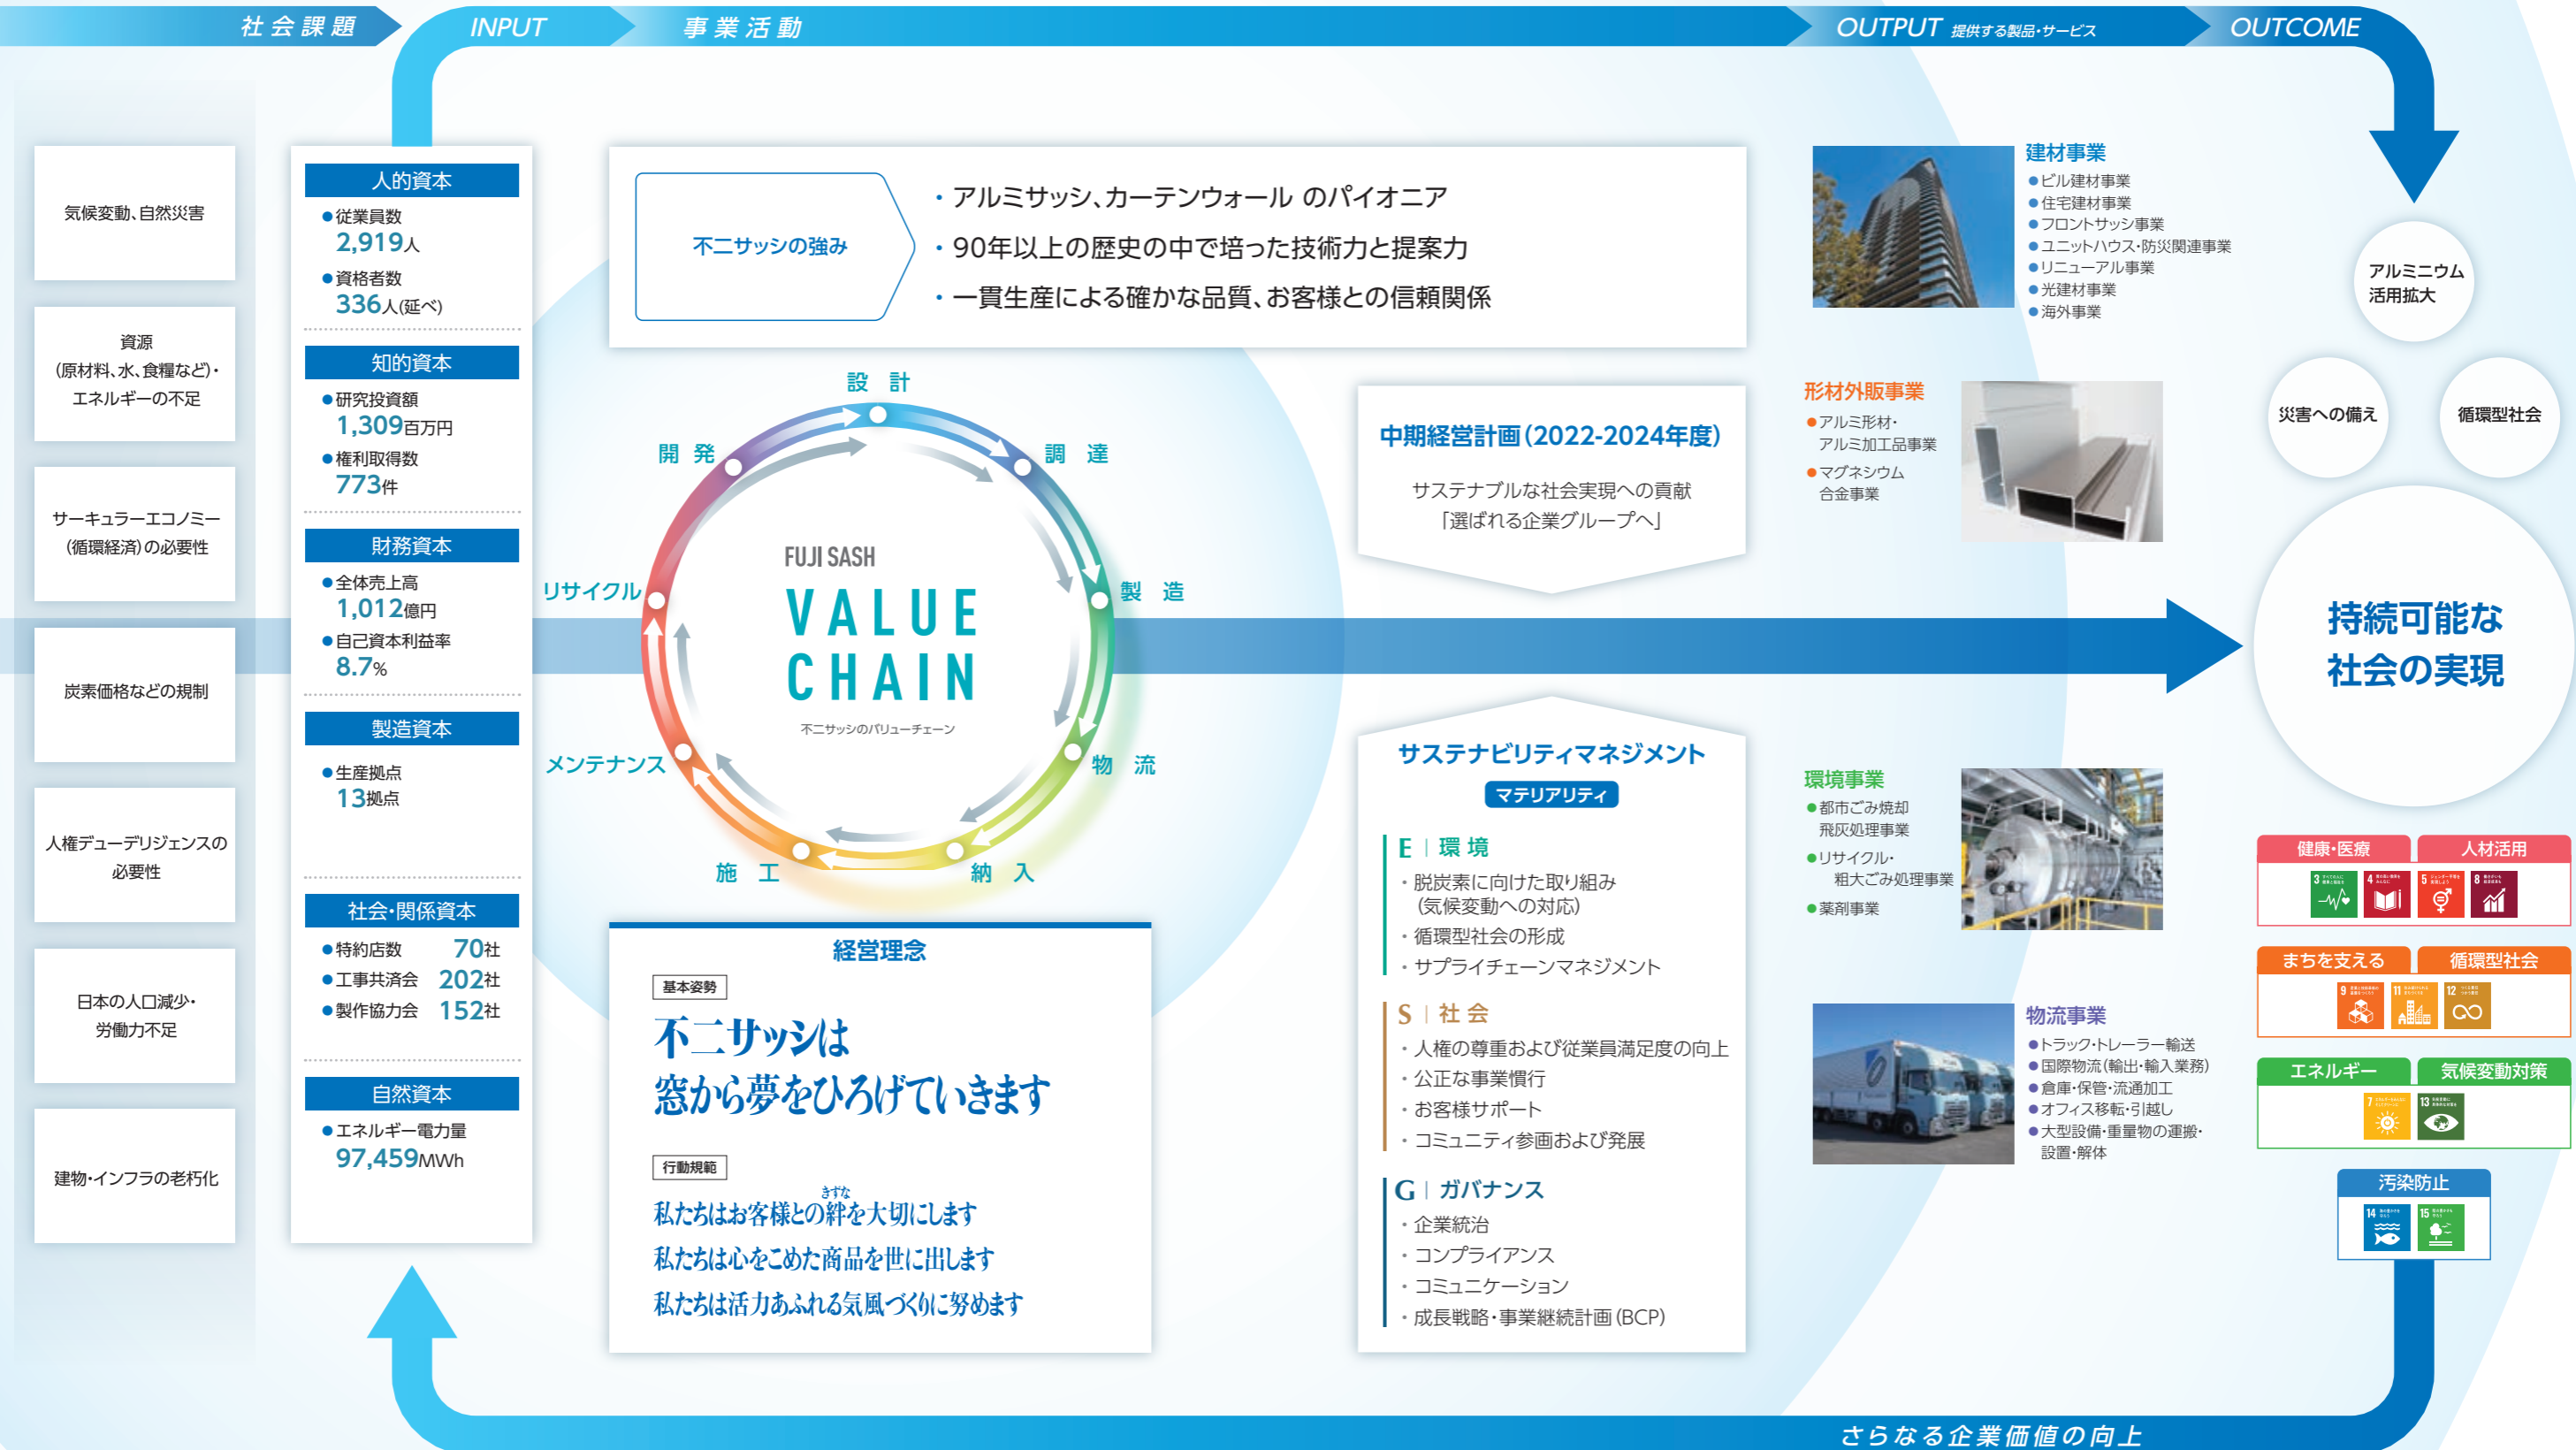 社会課題
INPUT
事業活動
OUTPUT 提供する製品・サービス
OUTCOME
気候変動、自然災害
資源
(原材料、水、食糧など)・
エネルギーの不足
サーキュラーエコノミー
(循環経済)の必要性
炭素価格などの規制
人権デューデリジェンスの
必要性
日本の人口減少・
労働力不足
建物・インフラの老朽化
人的資本
●従業員数
2,919人
●資格者数
336人(延べ)
知的資本
●研究投資額
1,309百万円
●権利取得数
773件
財務資本
●全体売上高
1,012億円
●自己資本利益率
8.7%
製造資本
●生産拠点
13拠点
社会・関係資本
●特約店数 70社
●工事共済会 202社
●製作協力会 152社
自然資本
●エネルギー電力量
97,459MWh
不二サッシの強み
・アルミサッシ、カーテンウォール のパイオニア
・90年以上の歴史の中で培った技術力と提案力
・一貫生産による確かな品質、お客様との信頼関係
設計
調達
製造
物流
納入
施工
メンテナンス
リサイクル
開発
FUJI SASH
VALUE
CHAIN
不二サッシのバリューチェーン
経営理念
基本姿勢
不二サッシは
窓から夢をひろげていきます
行動規範
きずな
私たちはお客様との絆を大切にします
私たちは心をこめた商品を世に出します
私たちは活力あふれる気風づくりに努めます
中期経営計画(2022-2024年度)
サステナブルな社会実現への貢献
「選ばれる企業グループへ」
サステナビリティマネジメント
マテリアリティ
E | 環境
・脱炭素に向けた取り組み
(気候変動への対応)
・循環型社会の形成
・サプライチェーンマネジメント
S | 社会
・人権の尊重および従業員満足度の向上
・公正な事業慣行
・お客様サポート
・コミュニティ参画および発展
G | ガバナンス
・企業統治
・コンプライアンス
・コミュニケーション
・成長戦略・事業継続計画(BCP)
建材事業
●ビル建材事業
●住宅建材事業
●フロントサッシ事業
●ユニットハウス・防災関連事業
●リニューアル事業
●光建材事業
●海外事業
形材外販事業
●アルミ形材・
アルミ加工品事業
●マグネシウム
合金事業
環境事業
●都市ごみ焼却
飛灰処理事業
●リサイクル・
粗大ごみ処理事業
●薬剤事業
物流事業
●トラック・トレーラー輸送
●国際物流(輸出・輸入業務)
●倉庫・保管・流通加工
●オフィス移転・引越し
●大型設備・重量物の運搬・
設置・解体
アルミニウム
活用拡大
災害への備え
循環型社会
持続可能な
社会の実現
健康・医療
人材活用
3
4
5
8
まちを支える
循環型社会
9
11
12
エネルギー
気候変動対策
7
13
汚染防止
14
15
さらなる企業価値の向上